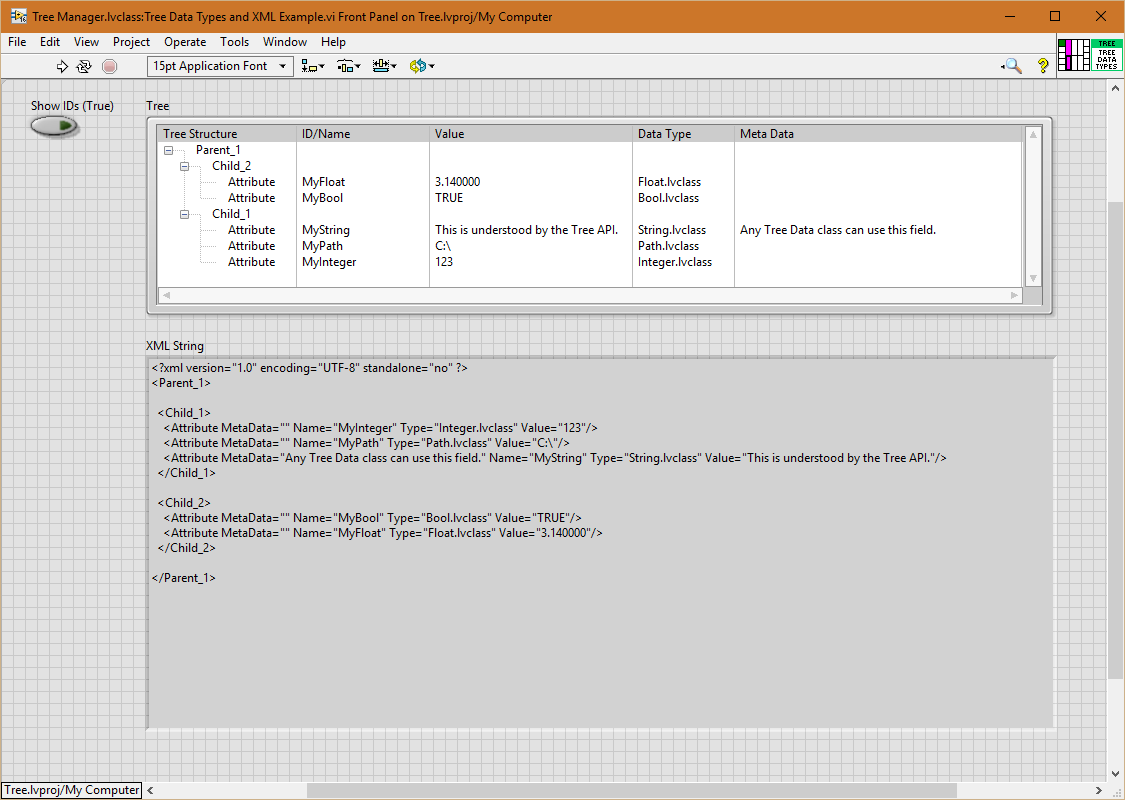 Tree Manager.lvclass:Tree Data Types and XML Example.vi Front Panel on Tree.lvproj/My Computer
File Edit View Project Operate Tools Window Help
15pt Application Font
TREE
TREE
DATA
TYPES
Show IDs (True)
Tree
Tree Structure ID/Name Value Data Type Meta Data
Parent_1
Child_2
Attribute MyFloat 3.140000 Float.lvclass
Attribute MyBool TRUE Bool.lvclass
Child_1
Attribute MyString This is understood by the Tree API. String.lvclass Any Tree Data class can use this field.
Attribute MyPath C:\ Path.lvclass
Attribute MyInteger 123 Integer.lvclass
XML String
<?xml version="1.0" encoding="UTF-8" standalone="no" ?>
<Parent_1>
<Child_1>
<Attribute MetaData="" Name="MyInteger" Type="Integer.lvclass" Value="123"/>
<Attribute MetaData="" Name="MyPath" Type="Path.lvclass" Value="C:\"/>
<Attribute MetaData="Any Tree Data class can use this field." Name="MyString" Type="String.lvclass" Value="This is understood by the Tree API."/>
</Child_1>
<Child_2>
<Attribute MetaData="" Name="MyBool" Type="Bool.lvclass" Value="TRUE"/>
<Attribute MetaData="" Name="MyFloat" Type="Float.lvclass" Value="3.140000"/>
</Child_2>
</Parent_1>
Tree.lvproj/My Computer